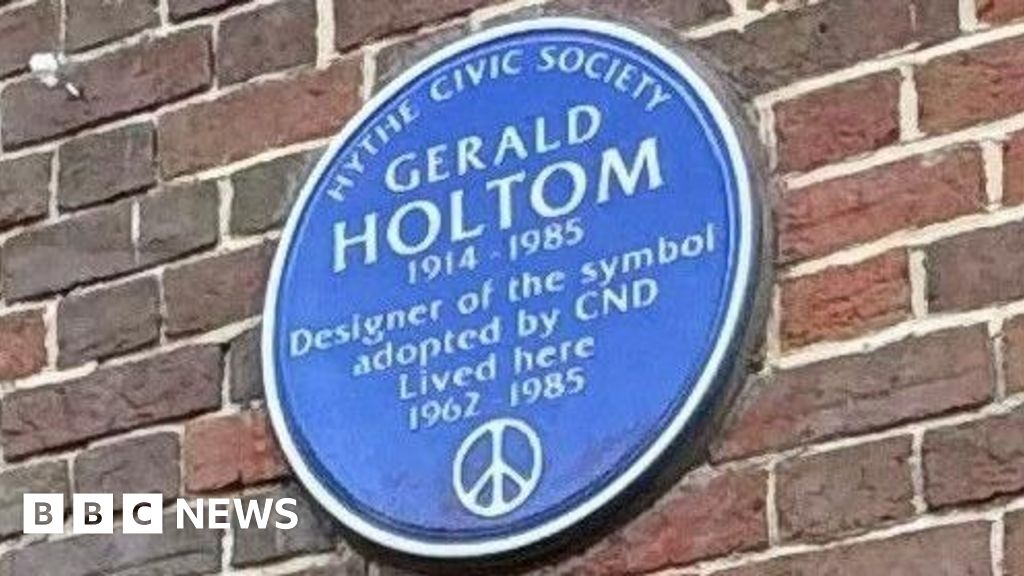 HYTHE CIVIC SOCIETY
GERALD
HOLTOM
1914 - 1985
Designer of the symbol
adopted by CND
Lived here
1962 1985
BBC NEWS